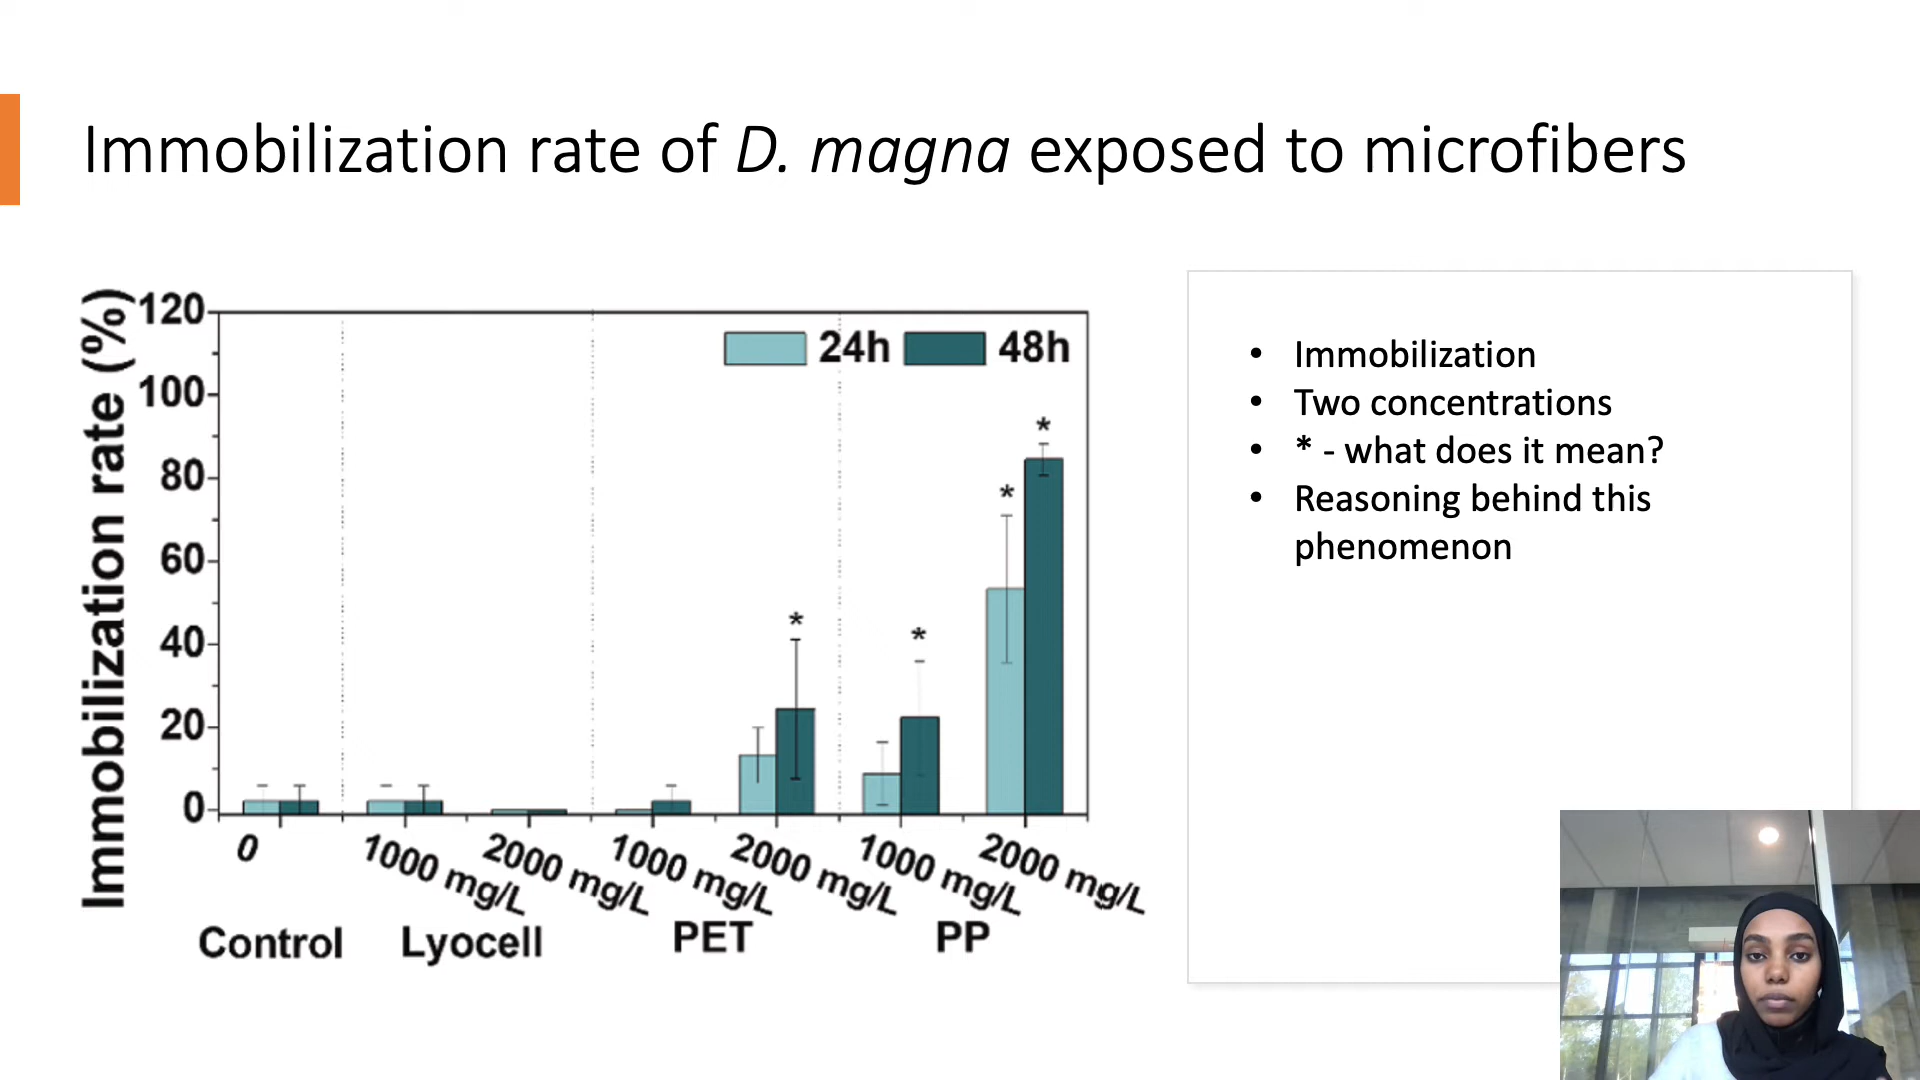 Immobilization rate of D. magna exposed to microfibers
Immobilization rate (%)
120
100
80
60
40
20
0
24h
48h
*
*
*
*
0
1000 mg/L
2000 mg/L
1000 mg/L
2000 mg/L
1000 mg/L
2000 mg/L
Control
Lyocell
PET
PP
• Immobilization
• Two concentrations
• * - what does it mean?
• Reasoning behind this
phenomenon